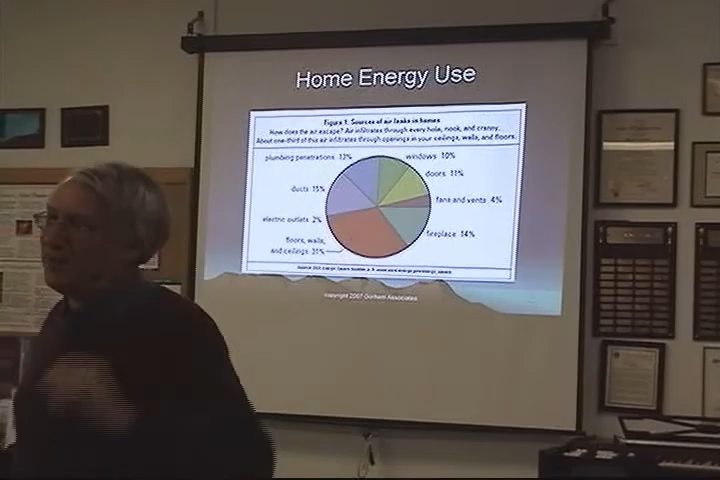 Home Energy Use
Figure 1. Sources of air leaks in homes
How does the air escape? Air infiltrates through every hole, nook, and cranny.
About one-third of this air infiltrates through openings in your ceilings, walls, and floors.
plumbing penetrations 13%
windows 10%
doors 11%
ducts 15%
fans and vents 4%
electric outlets 2%
fireplace 14%
floors, walls,
and ceilings 31%
Copyright 2007 Gorham Associates